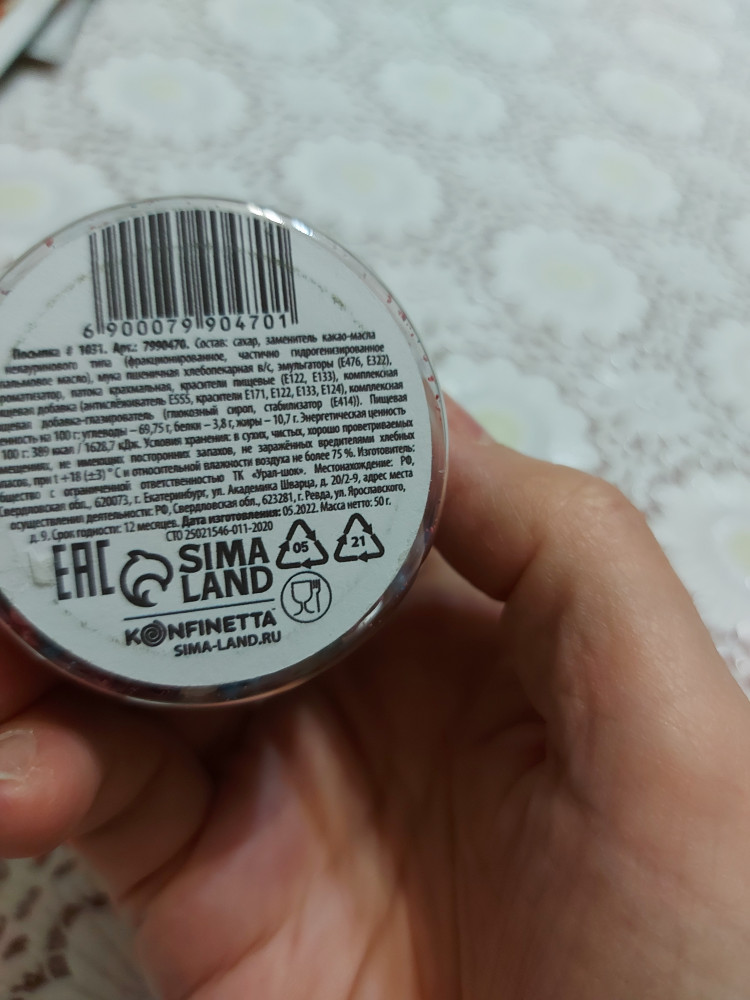 6 900079 904701
Посыпка # 1031. Арт.: 7990470. Состав: сахар, заменитель какао-масла
нелауринового типа (фракционированное, частично гидрогенизированное
пальмовое масло), мука пшеничная хлебопекарная в/с, эмульгаторы (Е476, Е322),
ароматизатор, патока крахмальная, красители пищевые (Е122, Е133), комплексная
пищевая добавка (антислеживатель Е555, красители Е171, Е122, Е133, Е124), комплексная
пищевая добавка-глазирователь (глюкозный сироп, стабилизатор (Е414)). Пищевая
ценность на 100 г: углеводы – 69,75 г, белки – 3,8 г, жиры – 10,7 г. Энергетическая ценность
100 г: 389 ккал / 1628,7 кДж. Условия хранения: в сухих, чистых, хорошо проветриваемых
помещениях, не имеющих посторонних запахов, не заражённых вредителями хлебных
запасов, при t +18 (±3) °С и относительной влажности воздуха не более 75 %. Изготовитель:
Общество с ограниченной ответственностью ТК «Урал-шок». Местонахождение: РФ,
Свердловская обл., 620073, г. Екатеринбург, ул. Академика Шварца, д. 20/2-9, адрес места
осуществления деятельности: РФ, Свердловская обл., 623281, г. Ревда, ул. Ярославского,
д. 9. Срок годности: 12 месяцев. Дата изготовления: 05.2022. Масса нетто: 50 г.
СТО 25021546-011-2020
EAC SIMA LAND 05 21
KONFINETTA
SIMA-LAND.RU